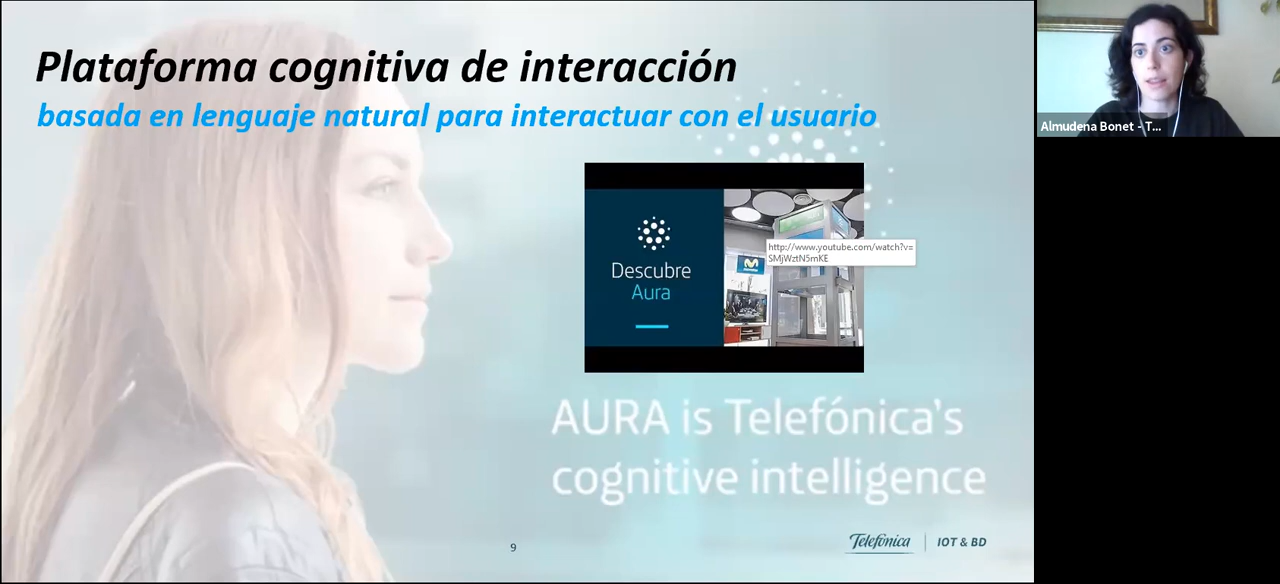 Plataforma cognitiva de interacción
basada en lenguaje natural para interactuar con el usuario
Almudena Bonet - T...
Descubre
Aura
movistar
http://www.youtube.com/watch?v=
SMjWztN5mKE
AURA is Telefónica's
cognitive intelligence
9
Telefónica | IOT & BD